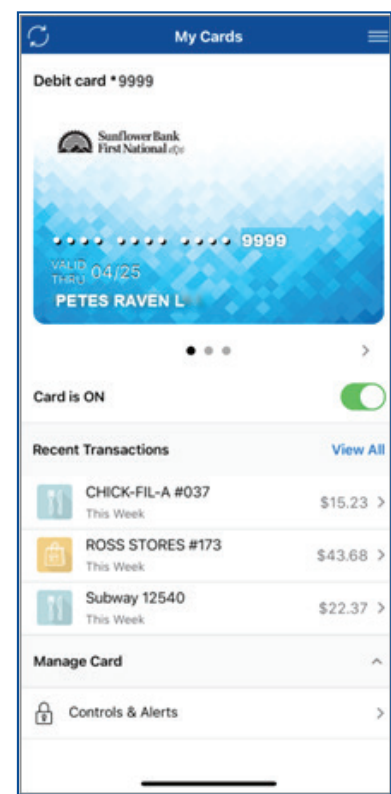 My Cards
Debit card *9999
Sunflower Bank
First National 1870
9999
VALID THRU 04/25
PETES RAVEN L
Card is ON
Recent Transactions View All
CHICK-FIL-A #037 $15.23
This Week
ROSS STORES #173 $43.68
This Week
Subway 12540 $22.37
This Week
Manage Card
Controls & Alerts